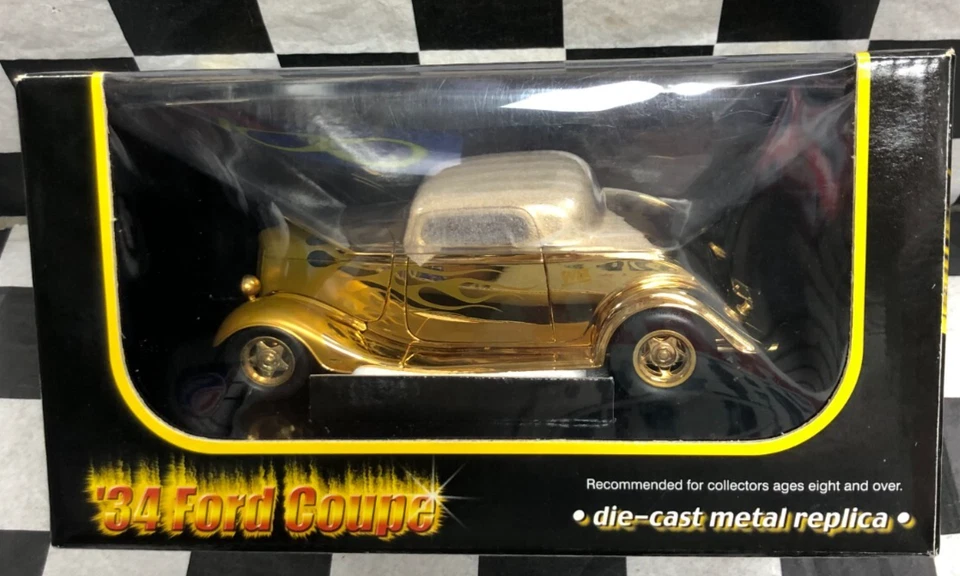 '34 Ford Coupe
Recommended for collectors ages eight and over.
• die-cast metal replica •